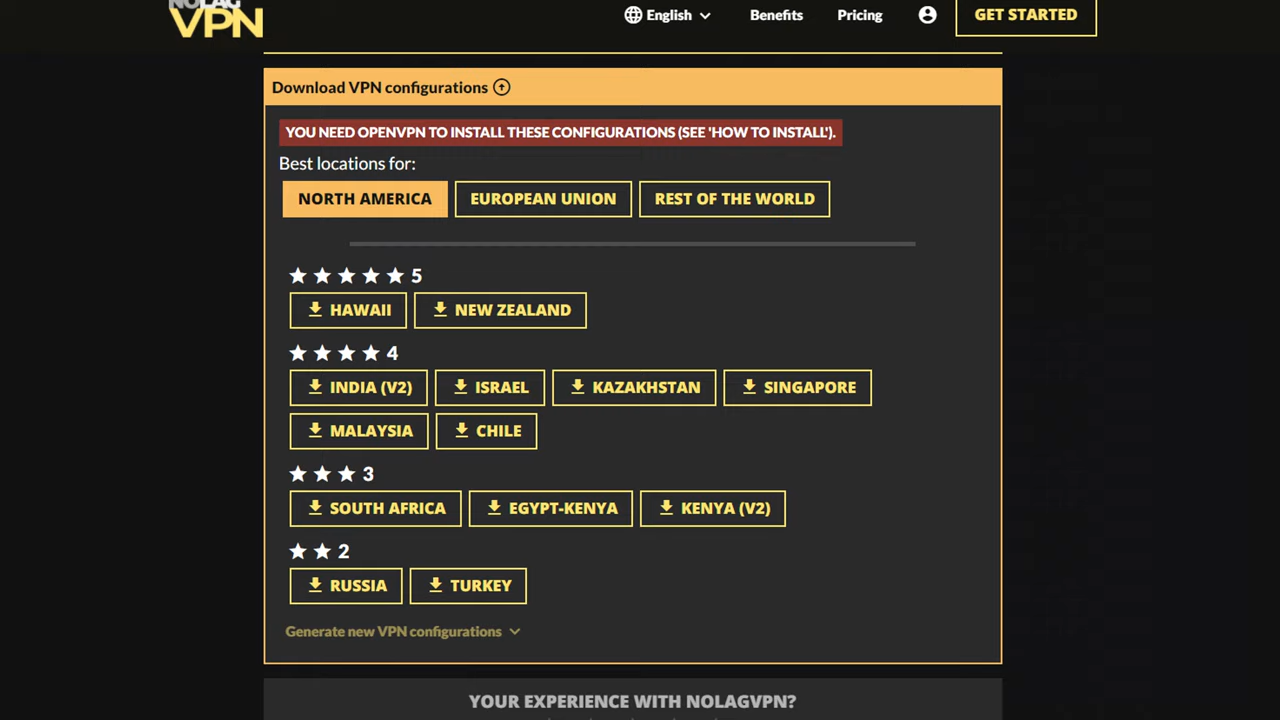 NOLAG
VPN
English
Benefits
Pricing
GET STARTED
Download VPN configurations
YOU NEED OPENVPN TO INSTALL THESE CONFIGURATIONS (SEE 'HOW TO INSTALL').
Best locations for:
NORTH AMERICA
EUROPEAN UNION
REST OF THE WORLD
5
HAWAII
NEW ZEALAND
4
INDIA (V2)
ISRAEL
KAZAKHSTAN
SINGAPORE
MALAYSIA
CHILE
3
SOUTH AFRICA
EGYPT-KENYA
KENYA (V2)
2
RUSSIA
TURKEY
Generate new VPN configurations
YOUR EXPERIENCE WITH NOLAGVPN?